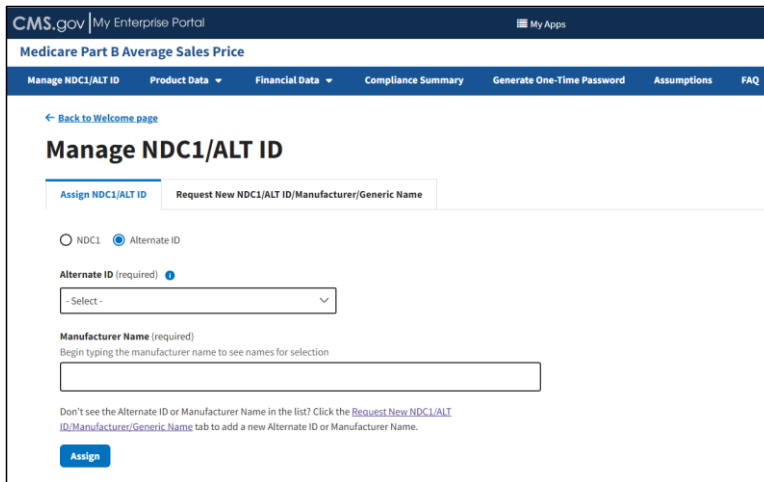 CMS.gov My Enterprise Portal
My Apps
Medicare Part B Average Sales Price
Manage NDC1/ALT ID Product Data Financial Data Compliance Summary Generate One-Time Password Assumptions FAQ
← Back to Welcome page
Manage NDC1/ALT ID
Assign NDC1/ALT ID Request New NDC1/ALT ID/Manufacturer/Generic Name
NDC1 Alternate ID
Alternate ID (required)
- Select -
Manufacturer Name (required)
Begin typing the manufacturer name to see names for selection
Don't see the Alternate ID or Manufacturer Name in the list? Click the Request New NDC1/ALT
ID/Manufacturer/Generic Name tab to add a new Alternate ID or Manufacturer Name.
Assign